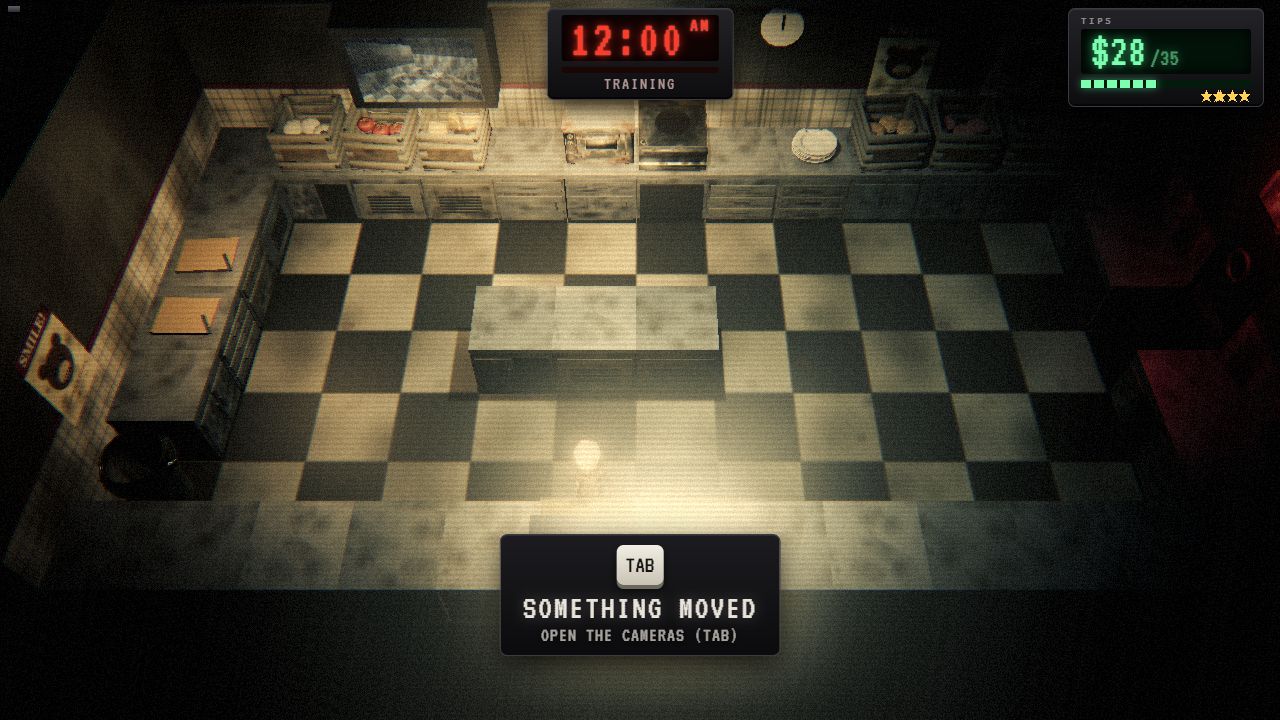 12:00 AM
TRAINING
TIPS
$28/35
SMILE!
TAB
SOMETHING MOVED
OPEN THE CAMERAS (TAB)